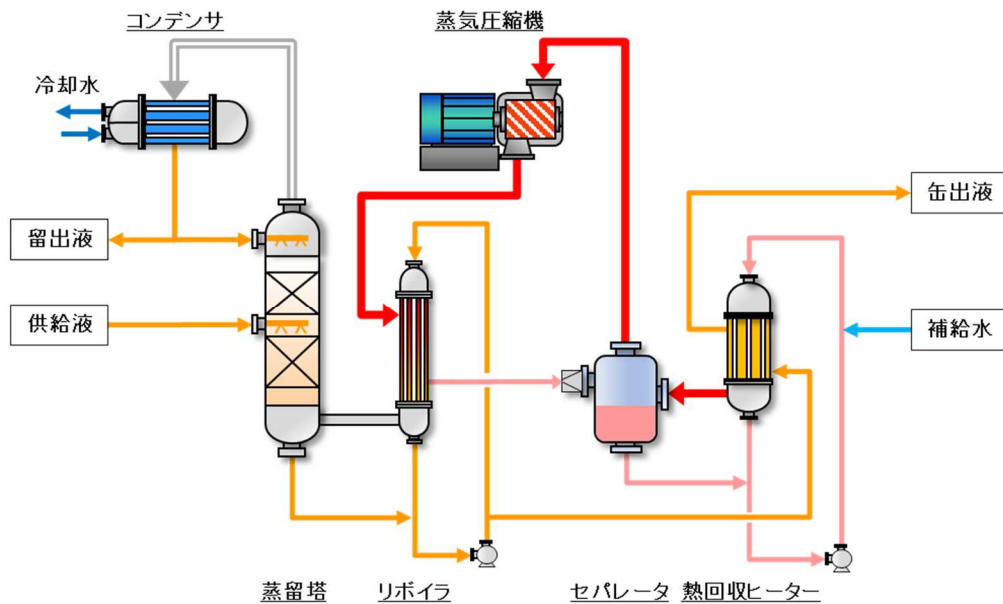 コンデンサ
蒸気圧縮機
冷却水
缶出液
留出液
供給液
補給水
蒸留塔
リボイラ
セパレータ
熱回収ヒーター